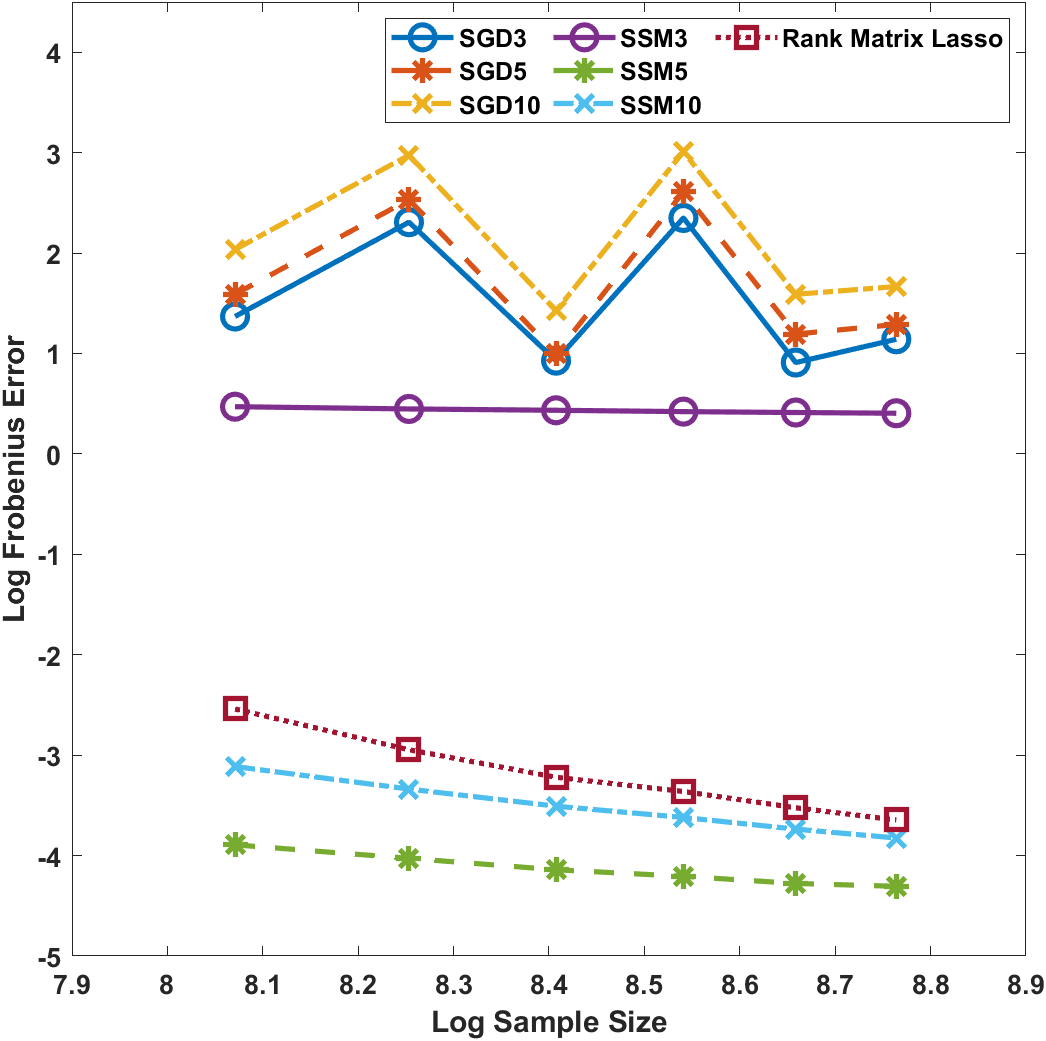 SGD3 SSM3 Rank Matrix Lasso
SGD5 SSM5
SGD10 SSM10
4
3
2
1
0
-1
-2
-3
-4
-5
Log Frobenius Error
7.9 8 8.1 8.2 8.3 8.4 8.5 8.6 8.7 8.8 8.9
Log Sample Size